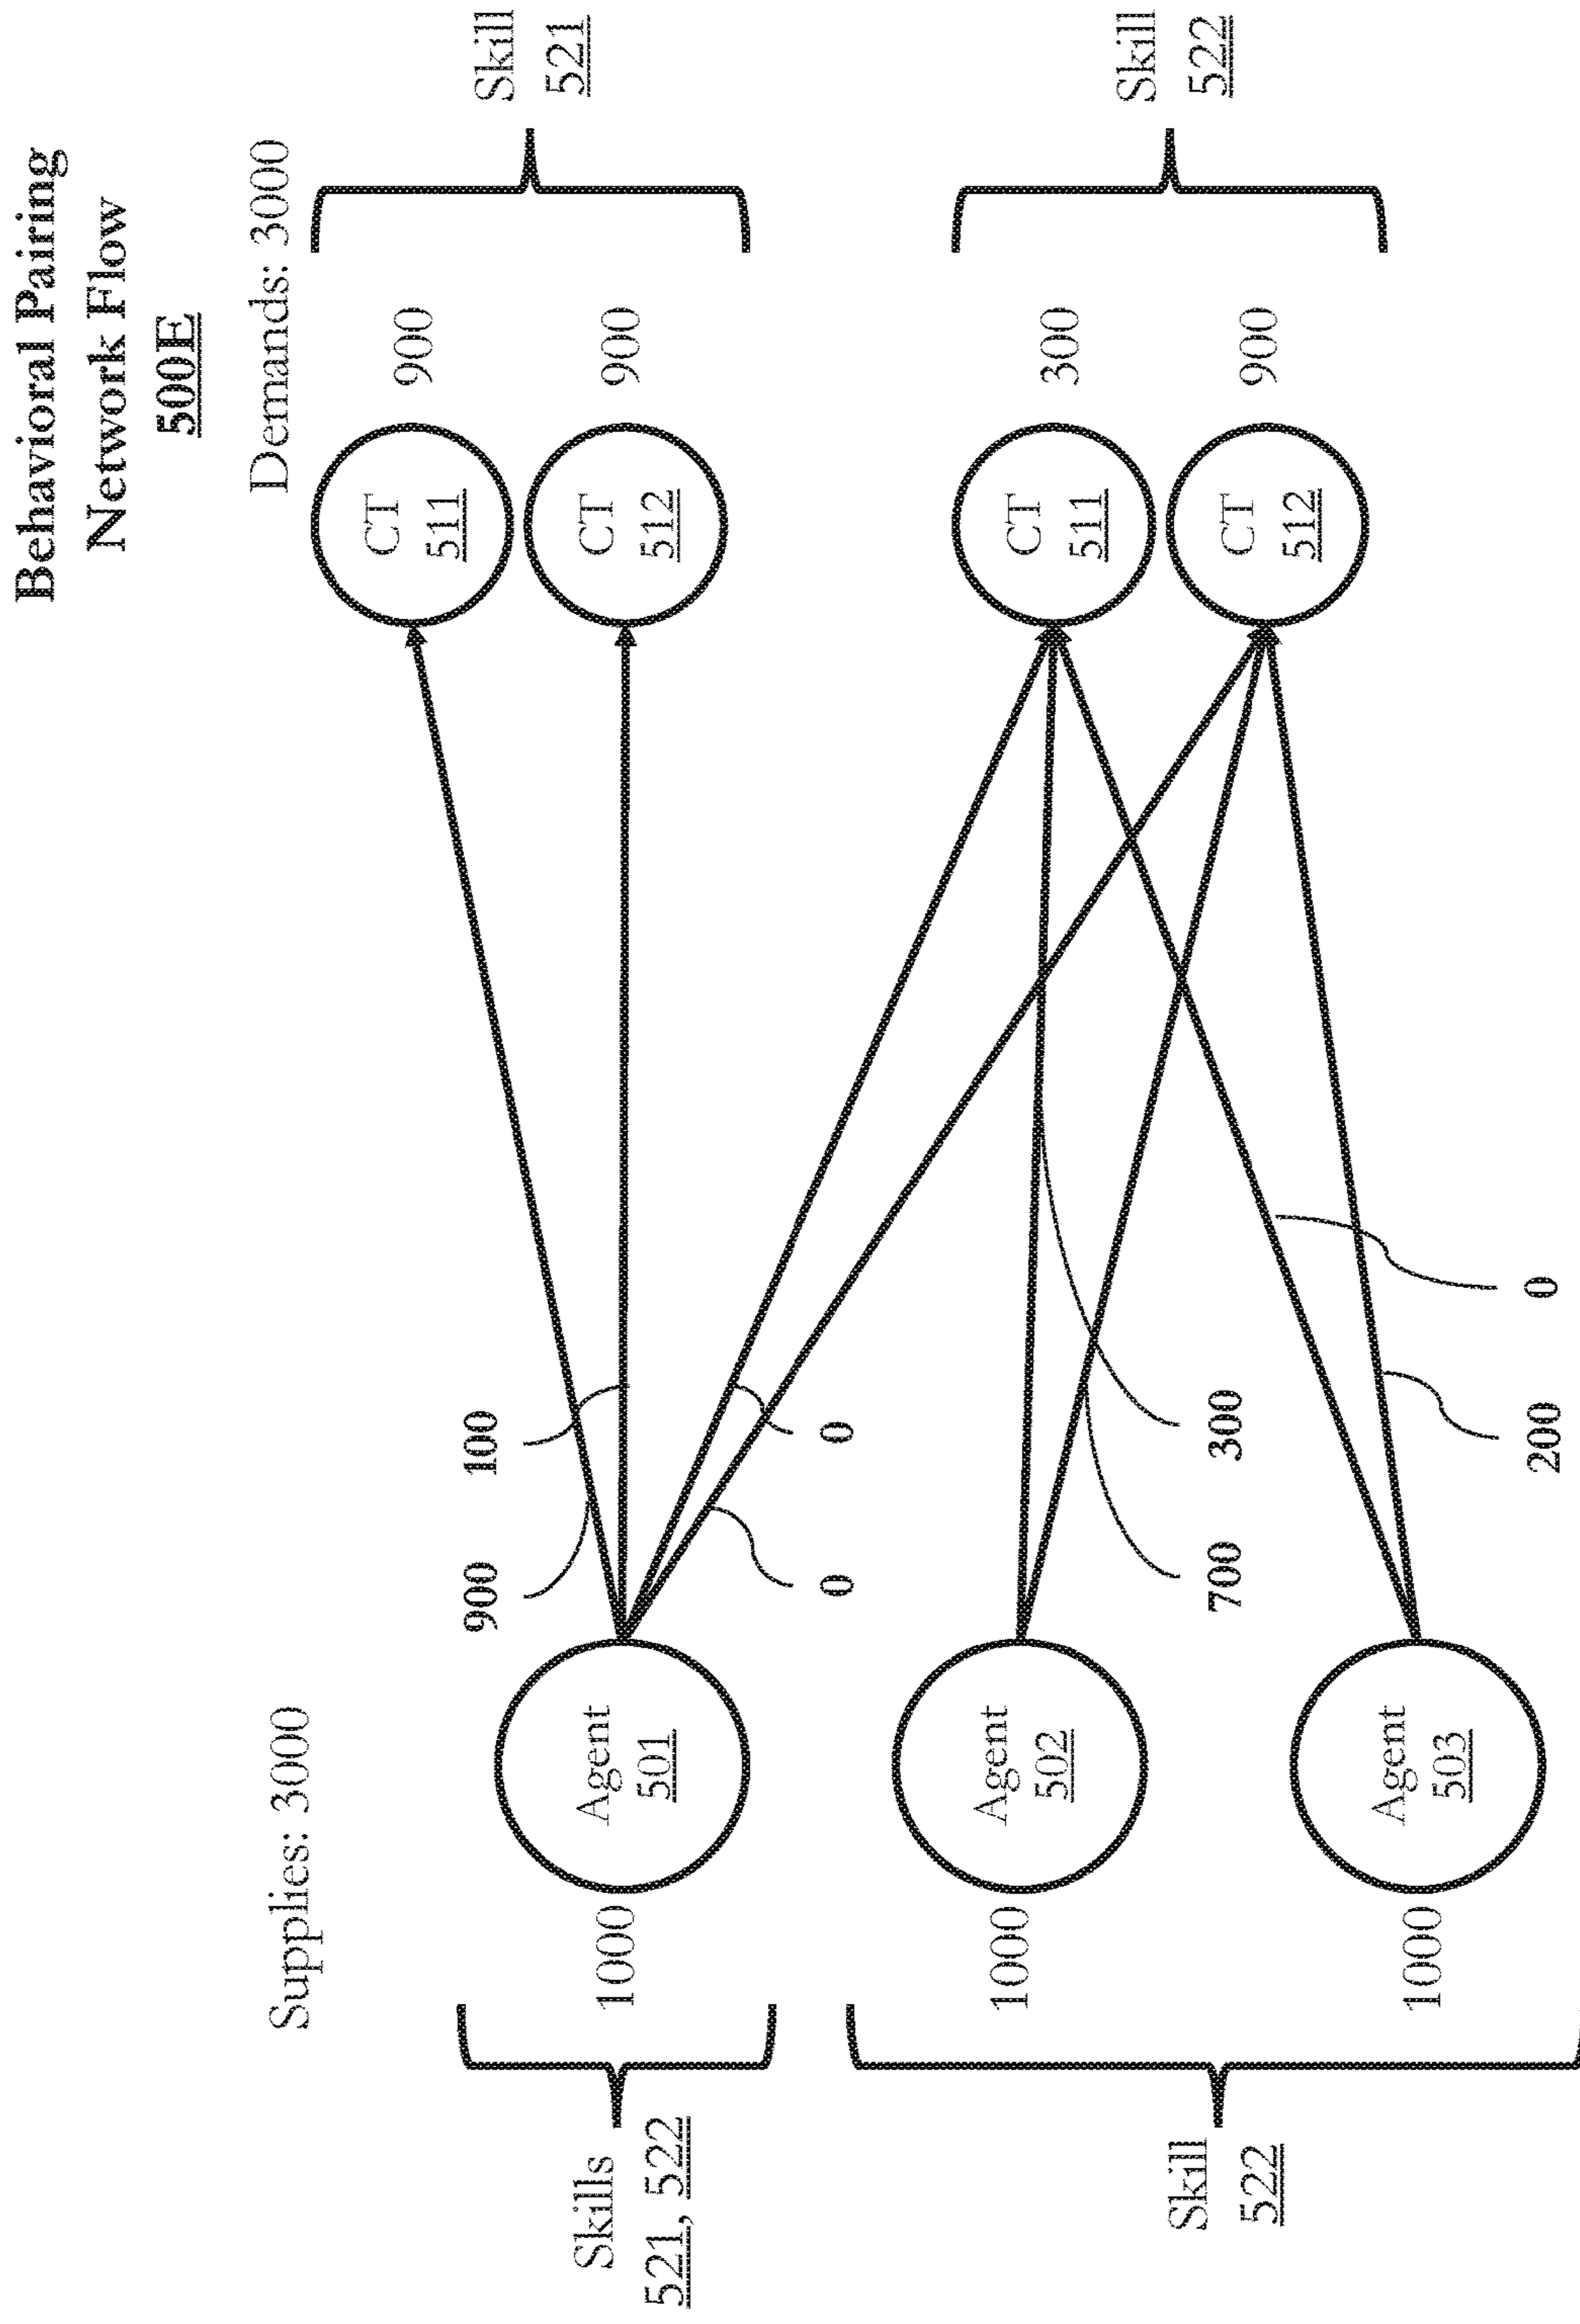 Behavioral Pairing
Network Flow
500E
Supplies: 3000
Demands: 3000
Skills
521, 522
1000
Agent
501
900
100
0
0
CT
511
900
CT
512
900
Skill
521
Skill
522
1000
Agent
502
700
300
1000
Agent
503
200
0
CT
511
300
CT
512
900
Skill
522